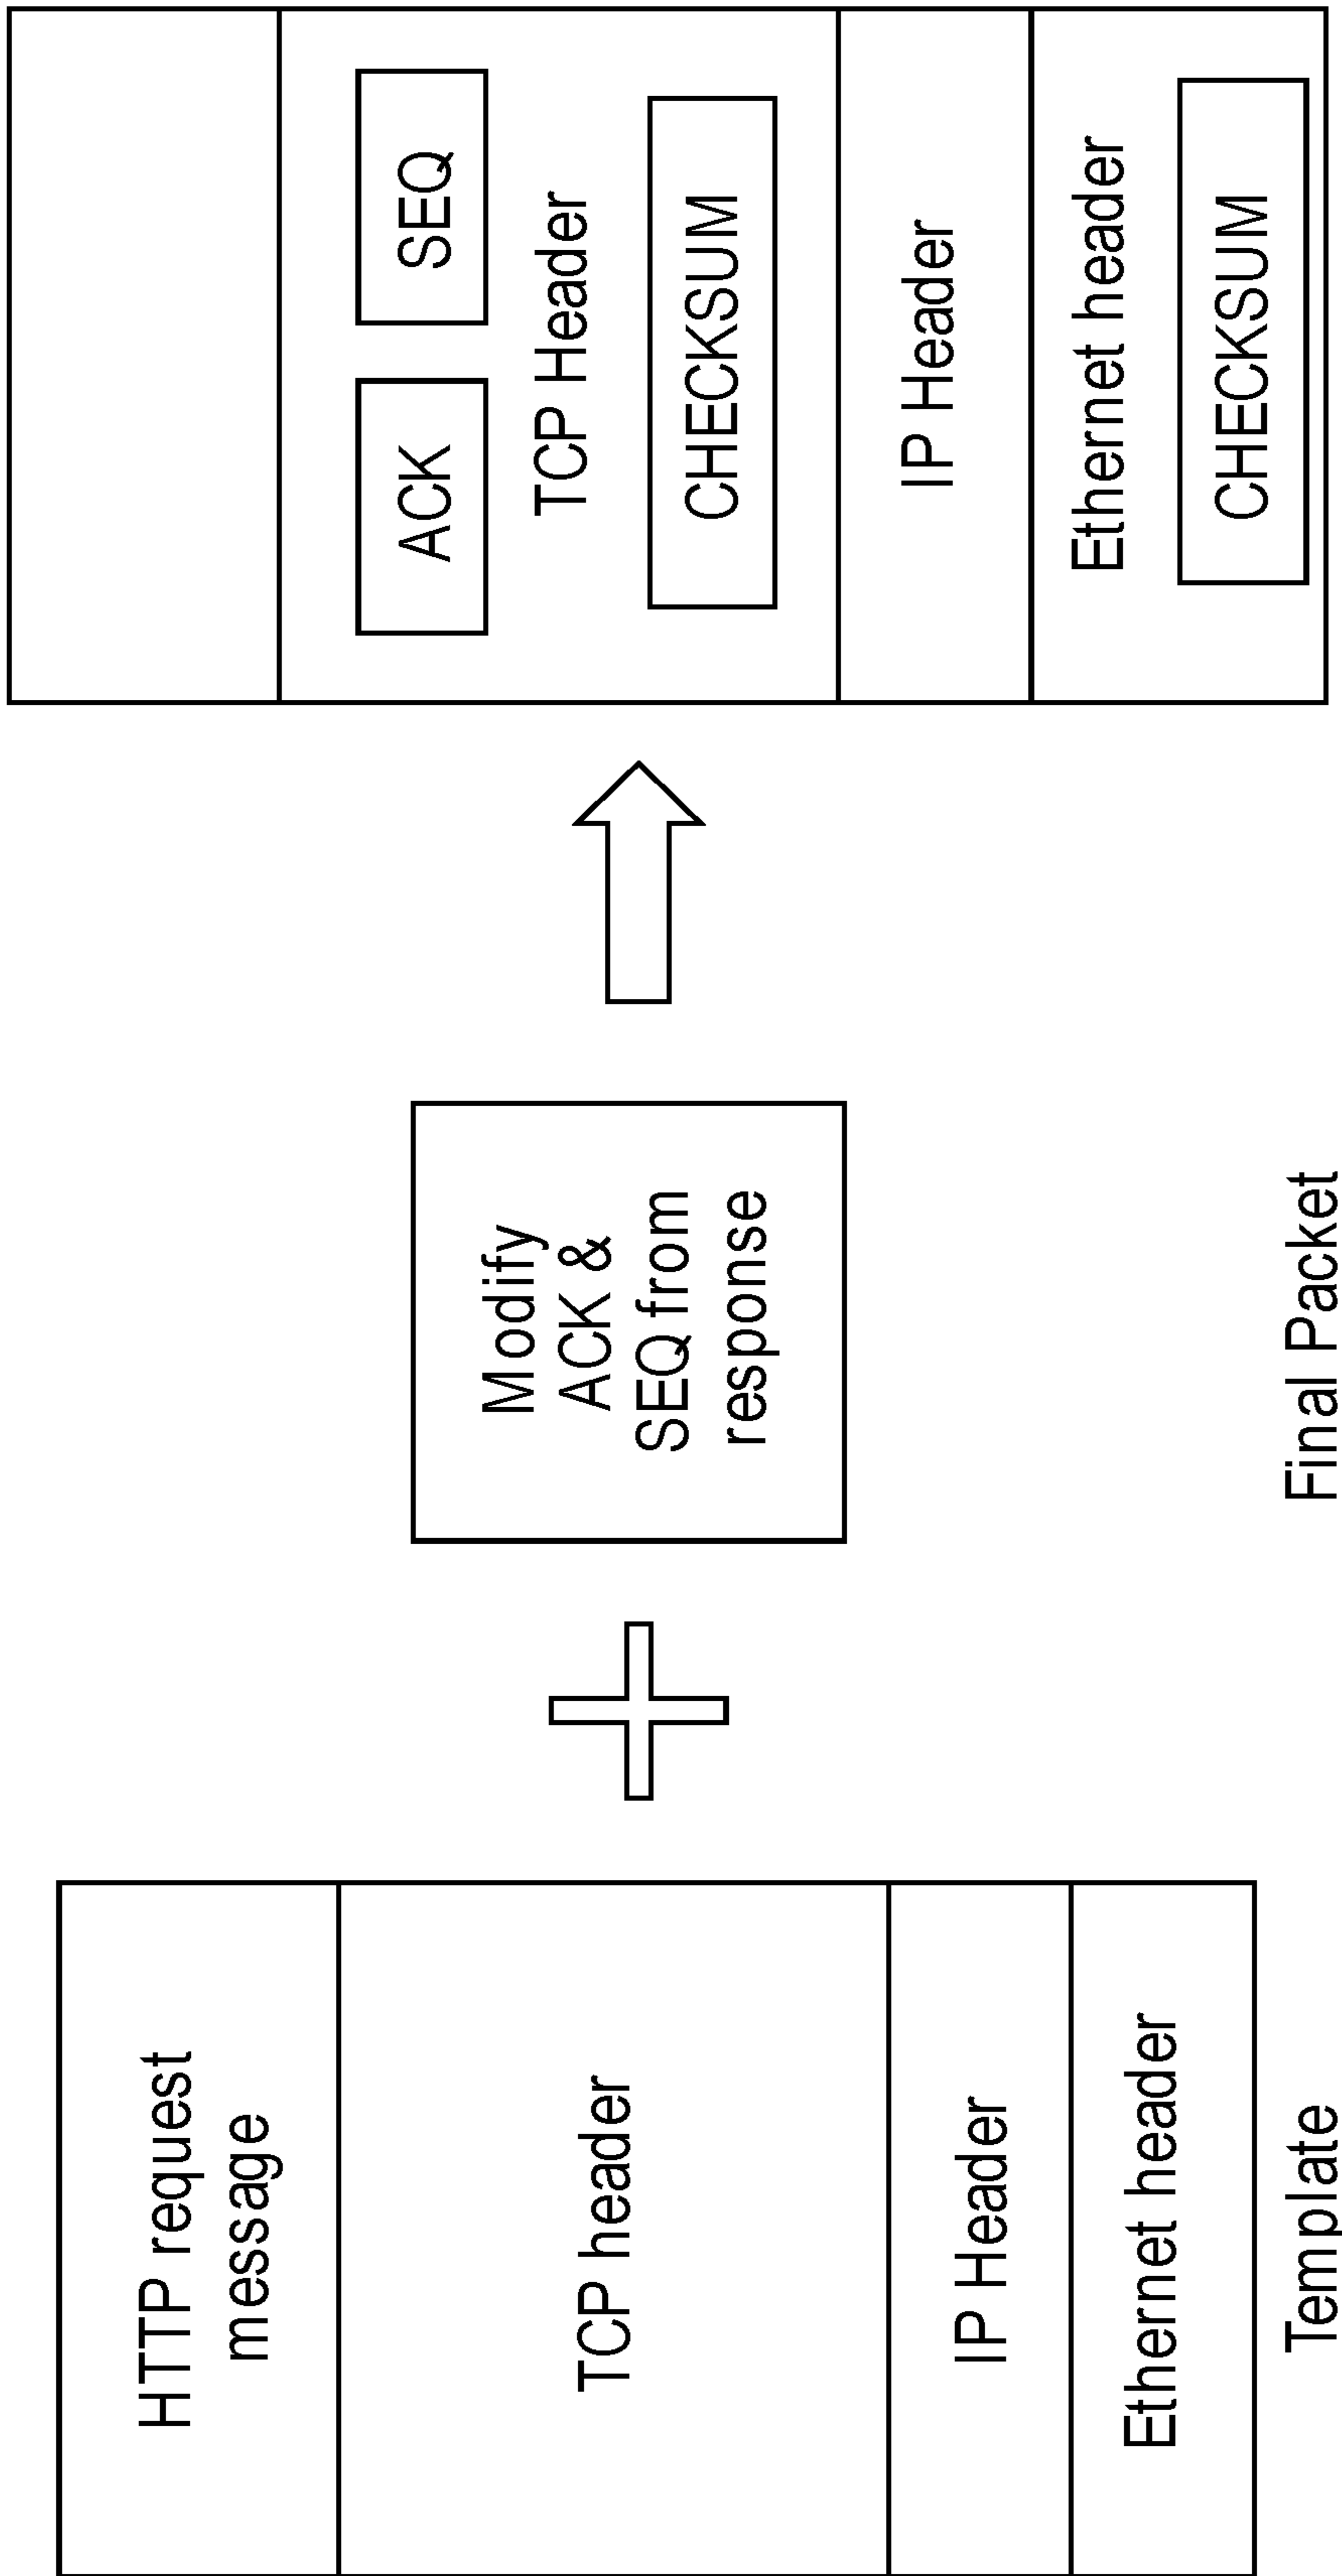 HTTP request
message
TCP header
IP Header
Ethernet header
Template
Modify
ACK &
SEQ from
response
Final Packet
ACK
SEQ
TCP Header
CHECKSUM
IP Header
Ethernet header
CHECKSUM